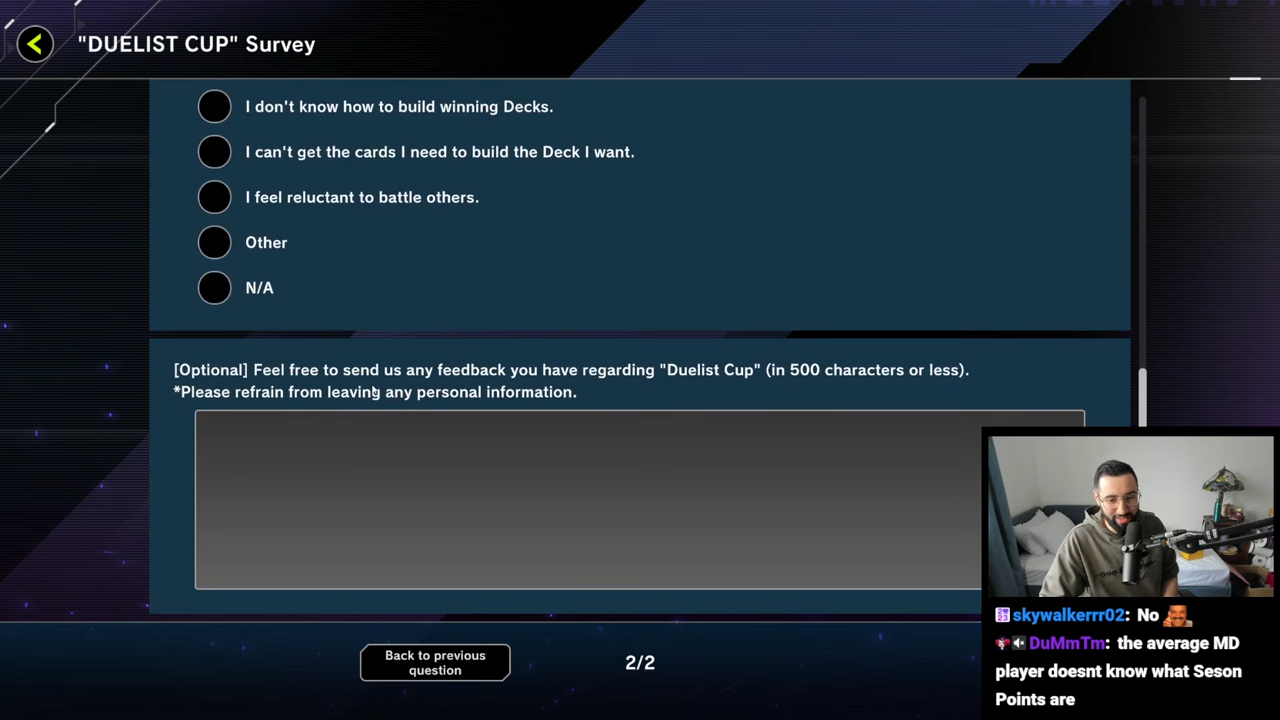 "DUELIST CUP" Survey
I don't know how to build winning Decks.
I can't get the cards I need to build the Deck I want.
I feel reluctant to battle others.
Other
N/A
[Optional] Feel free to send us any feedback you have regarding "Duelist Cup" (in 500 characters or less).
*Please refrain from leaving any personal information.
Back to previous
question
2/2
skywalkerrr02: No
DuMmTm: the average MD
player doesnt know what Seson
Points are